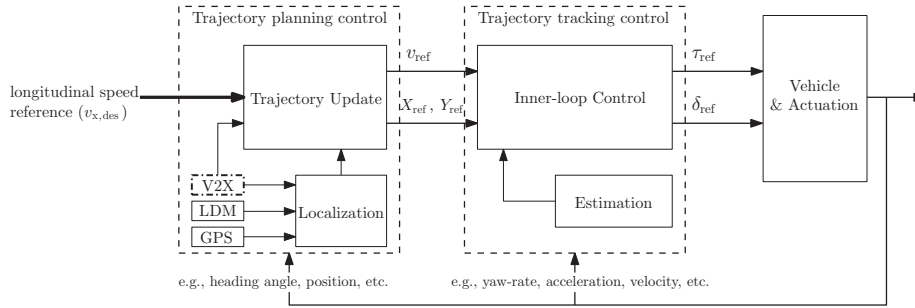 Trajectory planning control
Trajectory tracking control
v_ref
τ_ref
longitudinal speed
reference (v_x,des)
Trajectory Update
Inner-loop Control
Vehicle
& Actuation
X_ref, Y_ref
δ_ref
V2X
LDM
GPS
Localization
Estimation
e.g., heading angle, position, etc.
e.g., yaw-rate, acceleration, velocity, etc.